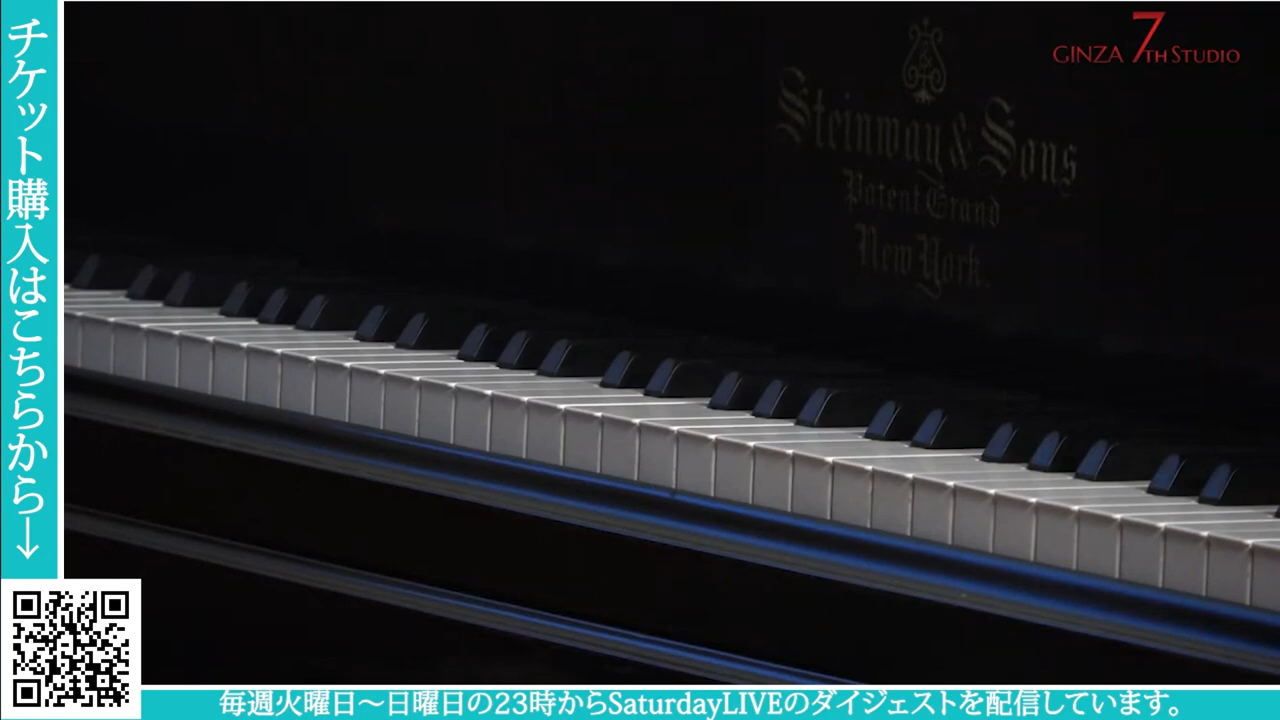 チケット購入はこちらから→
GINZA 7TH STUDIO
Steinway & Sons
Patent Grand
New York.
毎週火曜日～日曜日の23時からSaturdayLIVEのダイジェストを配信しています。